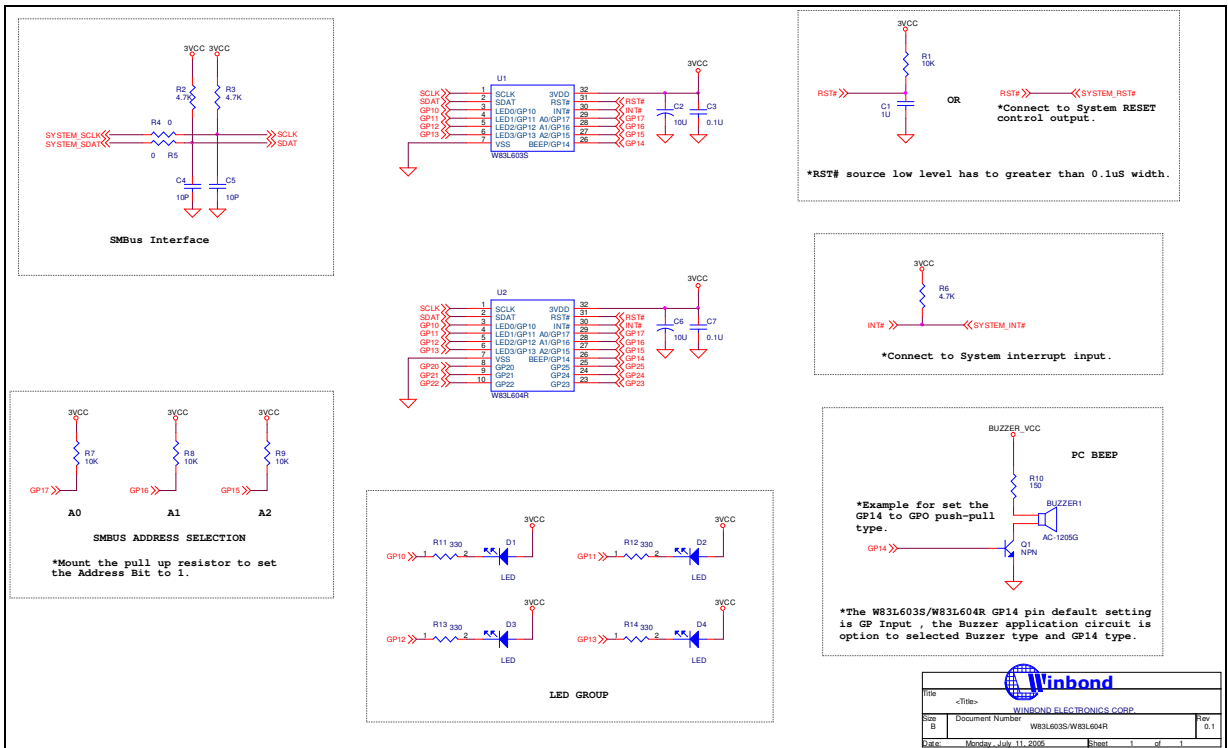 3VCC 3VCC
R2
4.7K
R3
4.7K
R4 0
SYSTEM_SCLK
SYSTEM_SDAT
SCLK
SDAT
0 R5
C4
10P
C5
10P
SMBus Interface
U1
SCLK 1 SCLK 3VDD 32
SDAT 2 SDAT RST# 31 RST#
GP10 3 LED0/GP10 INT# 30 INT#
GP11 4 LED1/GP11 A0/GP17 29 GP17
GP12 5 LED2/GP12 A1/GP16 28 GP16
GP13 6 LED3/GP13 A2/GP15 27 GP15
7 VSS BEEP/GP14 26 GP14
W83L603S
3VCC
C2
10U
C3
0.1U
3VCC
R1
10K
RST#
C1
1U
OR
RST# SYSTEM_RST#
*Connect to System RESET
control output.
*RST# source low level has to greater than 0.1uS width.
U2
SCLK 1 SCLK 3VDD 32
SDAT 2 SDAT RST# 31 RST#
GP10 3 LED0/GP10 INT# 30 INT#
GP11 4 LED1/GP11 A0/GP17 29 GP17
GP12 5 LED2/GP12 A1/GP16 28 GP16
GP13 6 LED3/GP13 A2/GP15 27 GP15
7 VSS BEEP/GP14 26 GP14
GP20 8 GP20 GP25 25 GP25
GP21 9 GP21 GP24 24 GP24
GP22 10 GP22 GP23 23 GP23
W83L604R
3VCC
C6
10U
C7
0.1U
3VCC
R6
4.7K
INT# SYSTEM_INT#
*Connect to System interrupt input.
3VCC 3VCC 3VCC
R7
10K
R8
10K
R9
10K
GP17 GP16 GP15
A0 A1 A2
SMBUS ADDRESS SELECTION
*Mount the pull up resistor to set
the Address Bit to 1.
3VCC 3VCC
GP10 1 R11 330 2 D1
LED
GP11 1 R12 330 2 D2
LED
3VCC 3VCC
GP12 1 R13 330 2 D3
LED
GP13 1 R14 330 2 D4
LED
LED GROUP
BUZZER_VCC
PC BEEP
R10
150
*Example for set the
GP14 to GPO push-pull
type.
BUZZER1
AC-1205G
GP14
Q1
NPN
*The W83L603S/W83L604R GP14 pin default setting
is GP Input , the Buzzer application circuit is
option to selected Buzzer type and GP14 type.
Winbond
Title
<Title>
WINBOND ELECTRONICS CORP.
Size Document Number Rev
B W83L603S/W83L604R 0.1
Date: Monday, July 11, 2005 Sheet 1 of 1